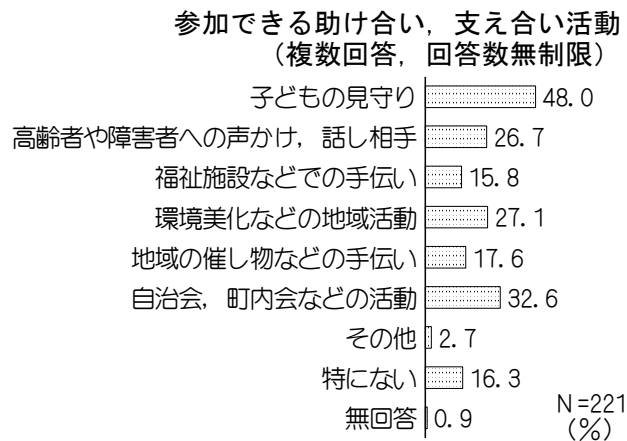 参加できる助け合い，支え合い活動
（複数回答，回答数無制限）
子どもの見守り 48.0
高齢者や障害者への声かけ，話し相手 26.7
福祉施設などでの手伝い 15.8
環境美化などの地域活動 27.1
地域の催し物などの手伝い 17.6
自治会，町内会などの活動 32.6
その他 2.7
特にない 16.3
無回答 0.9
N=221
（%）